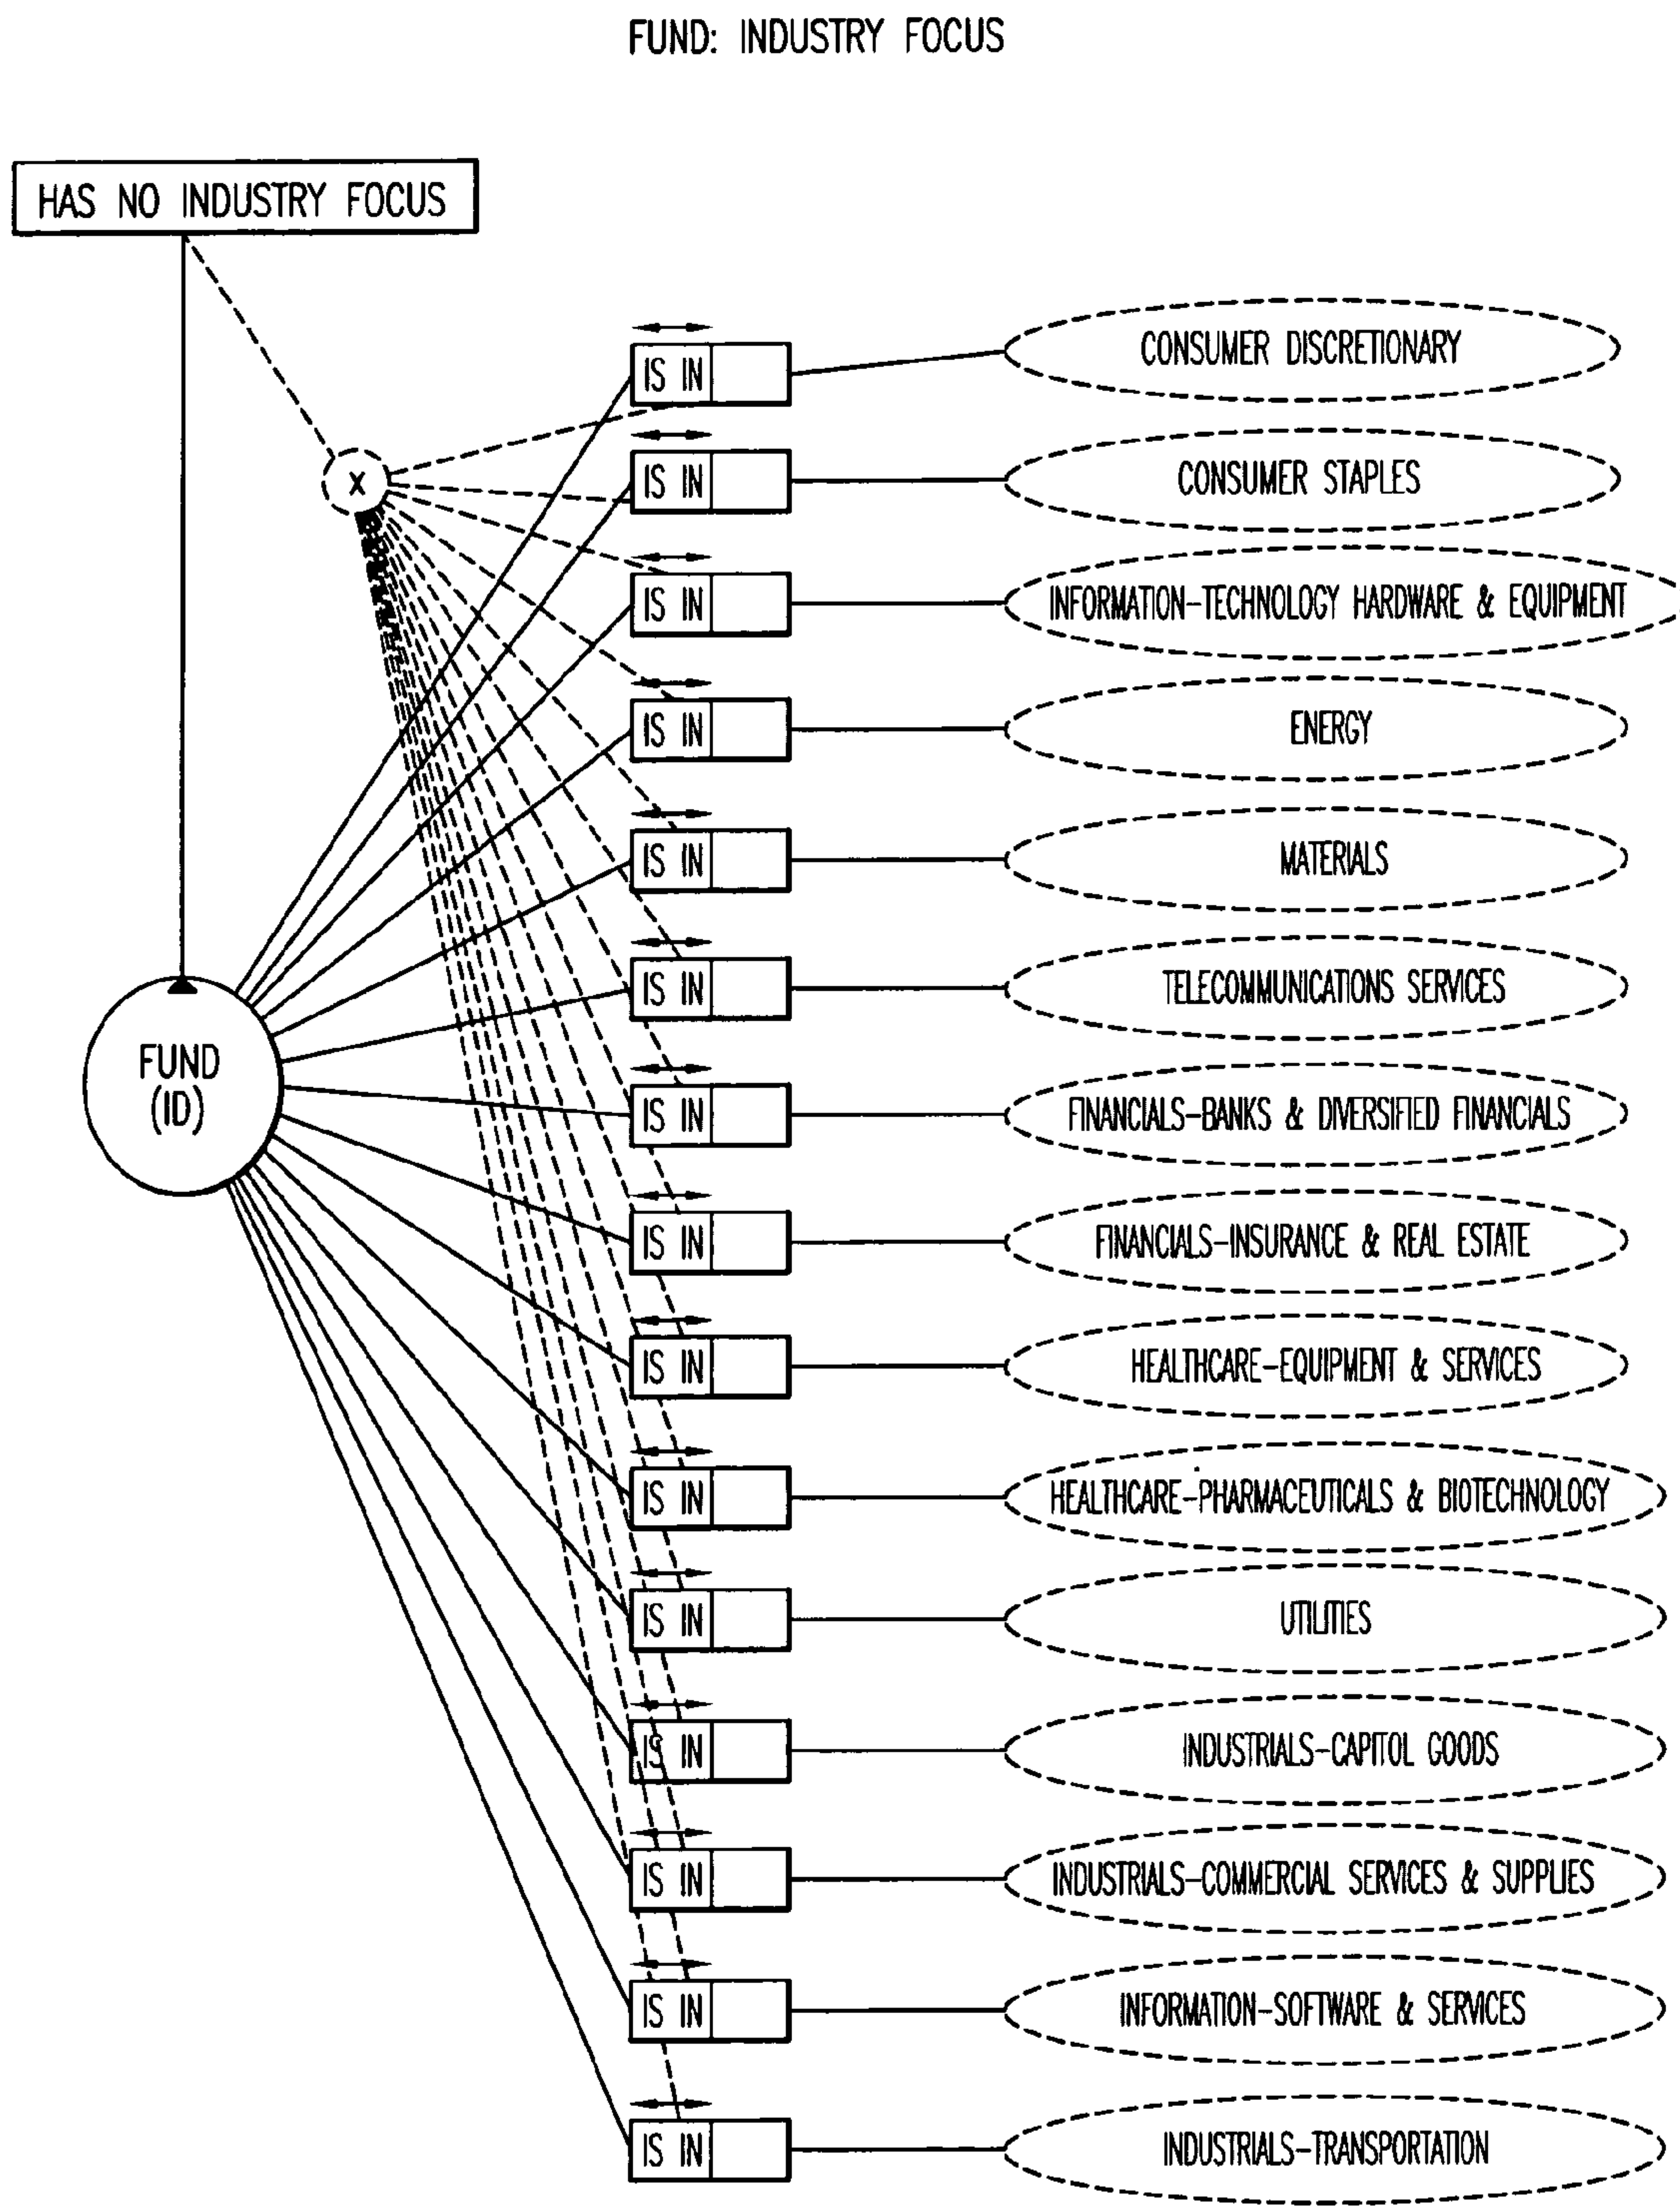 FUND: INDUSTRY FOCUS
HAS NO INDUSTRY FOCUS
IS IN
CONSUMER DISCRETIONARY
X
IS IN
CONSUMER STAPLES
IS IN
INFORMATION-TECHNOLOGY HARDWARE & EQUIPMENT
IS IN
ENERGY
IS IN
MATERIALS
IS IN
TELECOMMUNICATIONS SERVICES
FUND
(ID)
IS IN
FINANCIALS-BANKS & DIVERSIFIED FINANCIALS
IS IN
FINANCIALS-INSURANCE & REAL ESTATE
IS IN
HEALTHCARE-EQUIPMENT & SERVICES
IS IN
HEALTHCARE-PHARMACEUTICALS & BIOTECHNOLOGY
IS IN
UTILITIES
IS IN
INDUSTRIALS-CAPITOL GOODS
IS IN
INDUSTRIALS-COMMERCIAL SERVICES & SUPPLIES
IS IN
INFORMATION-SOFTWARE & SERVICES
IS IN
INDUSTRIALS-TRANSPORTATION